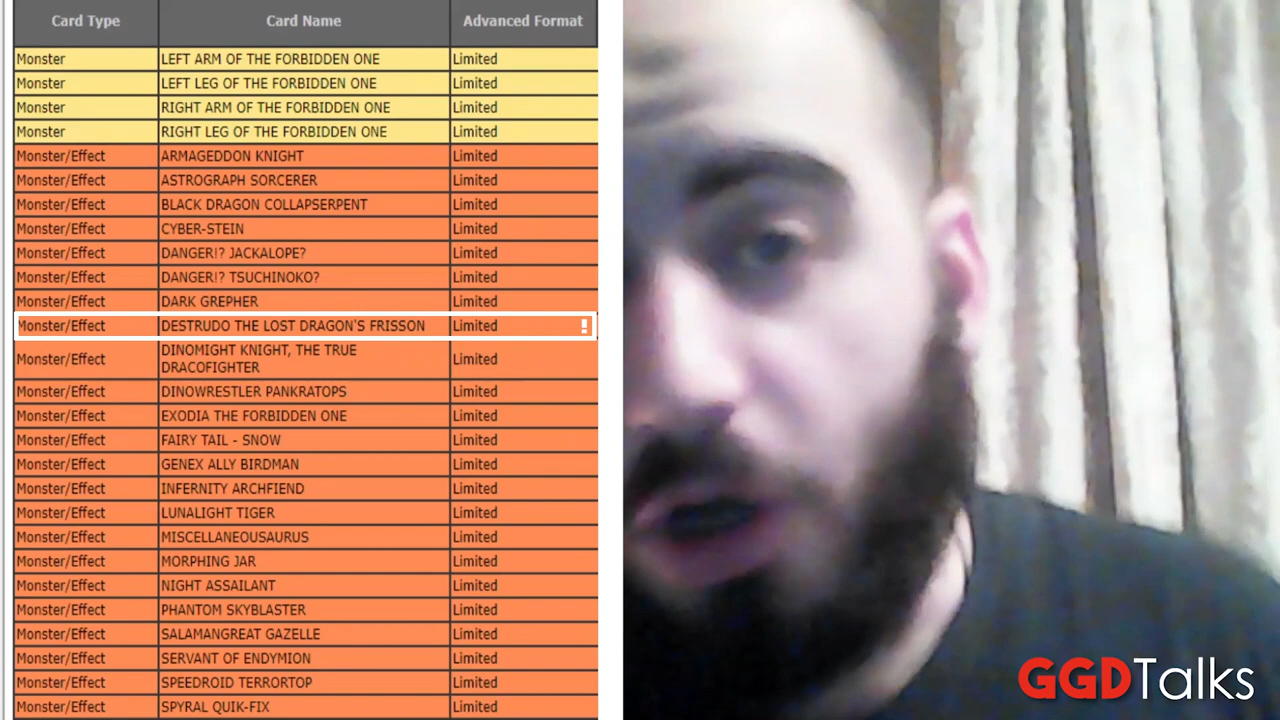 Card Type Card Name Advanced Format
Monster LEFT ARM OF THE FORBIDDEN ONE Limited
Monster LEFT LEG OF THE FORBIDDEN ONE Limited
Monster RIGHT ARM OF THE FORBIDDEN ONE Limited
Monster RIGHT LEG OF THE FORBIDDEN ONE Limited
Monster/Effect ARMAGEDDON KNIGHT Limited
Monster/Effect ASTROGRAPH SORCERER Limited
Monster/Effect BLACK DRAGON COLLAPSERPENT Limited
Monster/Effect CYBER-STEIN Limited
Monster/Effect DANGER!? JACKALOPE? Limited
Monster/Effect DANGER!? TSUCHINOKO? Limited
Monster/Effect DARK GREPHER Limited
Monster/Effect DESTRUDO THE LOST DRAGON'S FRISSON Limited !
Monster/Effect DINOMIGHT KNIGHT, THE TRUE
DRACOFIGHTER Limited
Monster/Effect DINOWRESTLER PANKRATOPS Limited
Monster/Effect EXODIA THE FORBIDDEN ONE Limited
Monster/Effect FAIRY TAIL - SNOW Limited
Monster/Effect GENEX ALLY BIRDMAN Limited
Monster/Effect INFERNITY ARCHFIEND Limited
Monster/Effect LUNALIGHT TIGER Limited
Monster/Effect MISCELLANEOUSAURUS Limited
Monster/Effect MORPHING JAR Limited
Monster/Effect NIGHT ASSAILANT Limited
Monster/Effect PHANTOM SKYBLASTER Limited
Monster/Effect SALAMANGREAT GAZELLE Limited
Monster/Effect SERVANT OF ENDYMION Limited
Monster/Effect SPEEDROID TERRORTOP Limited
Monster/Effect SPYRAL QUIK-FIX Limited
GGDTalks